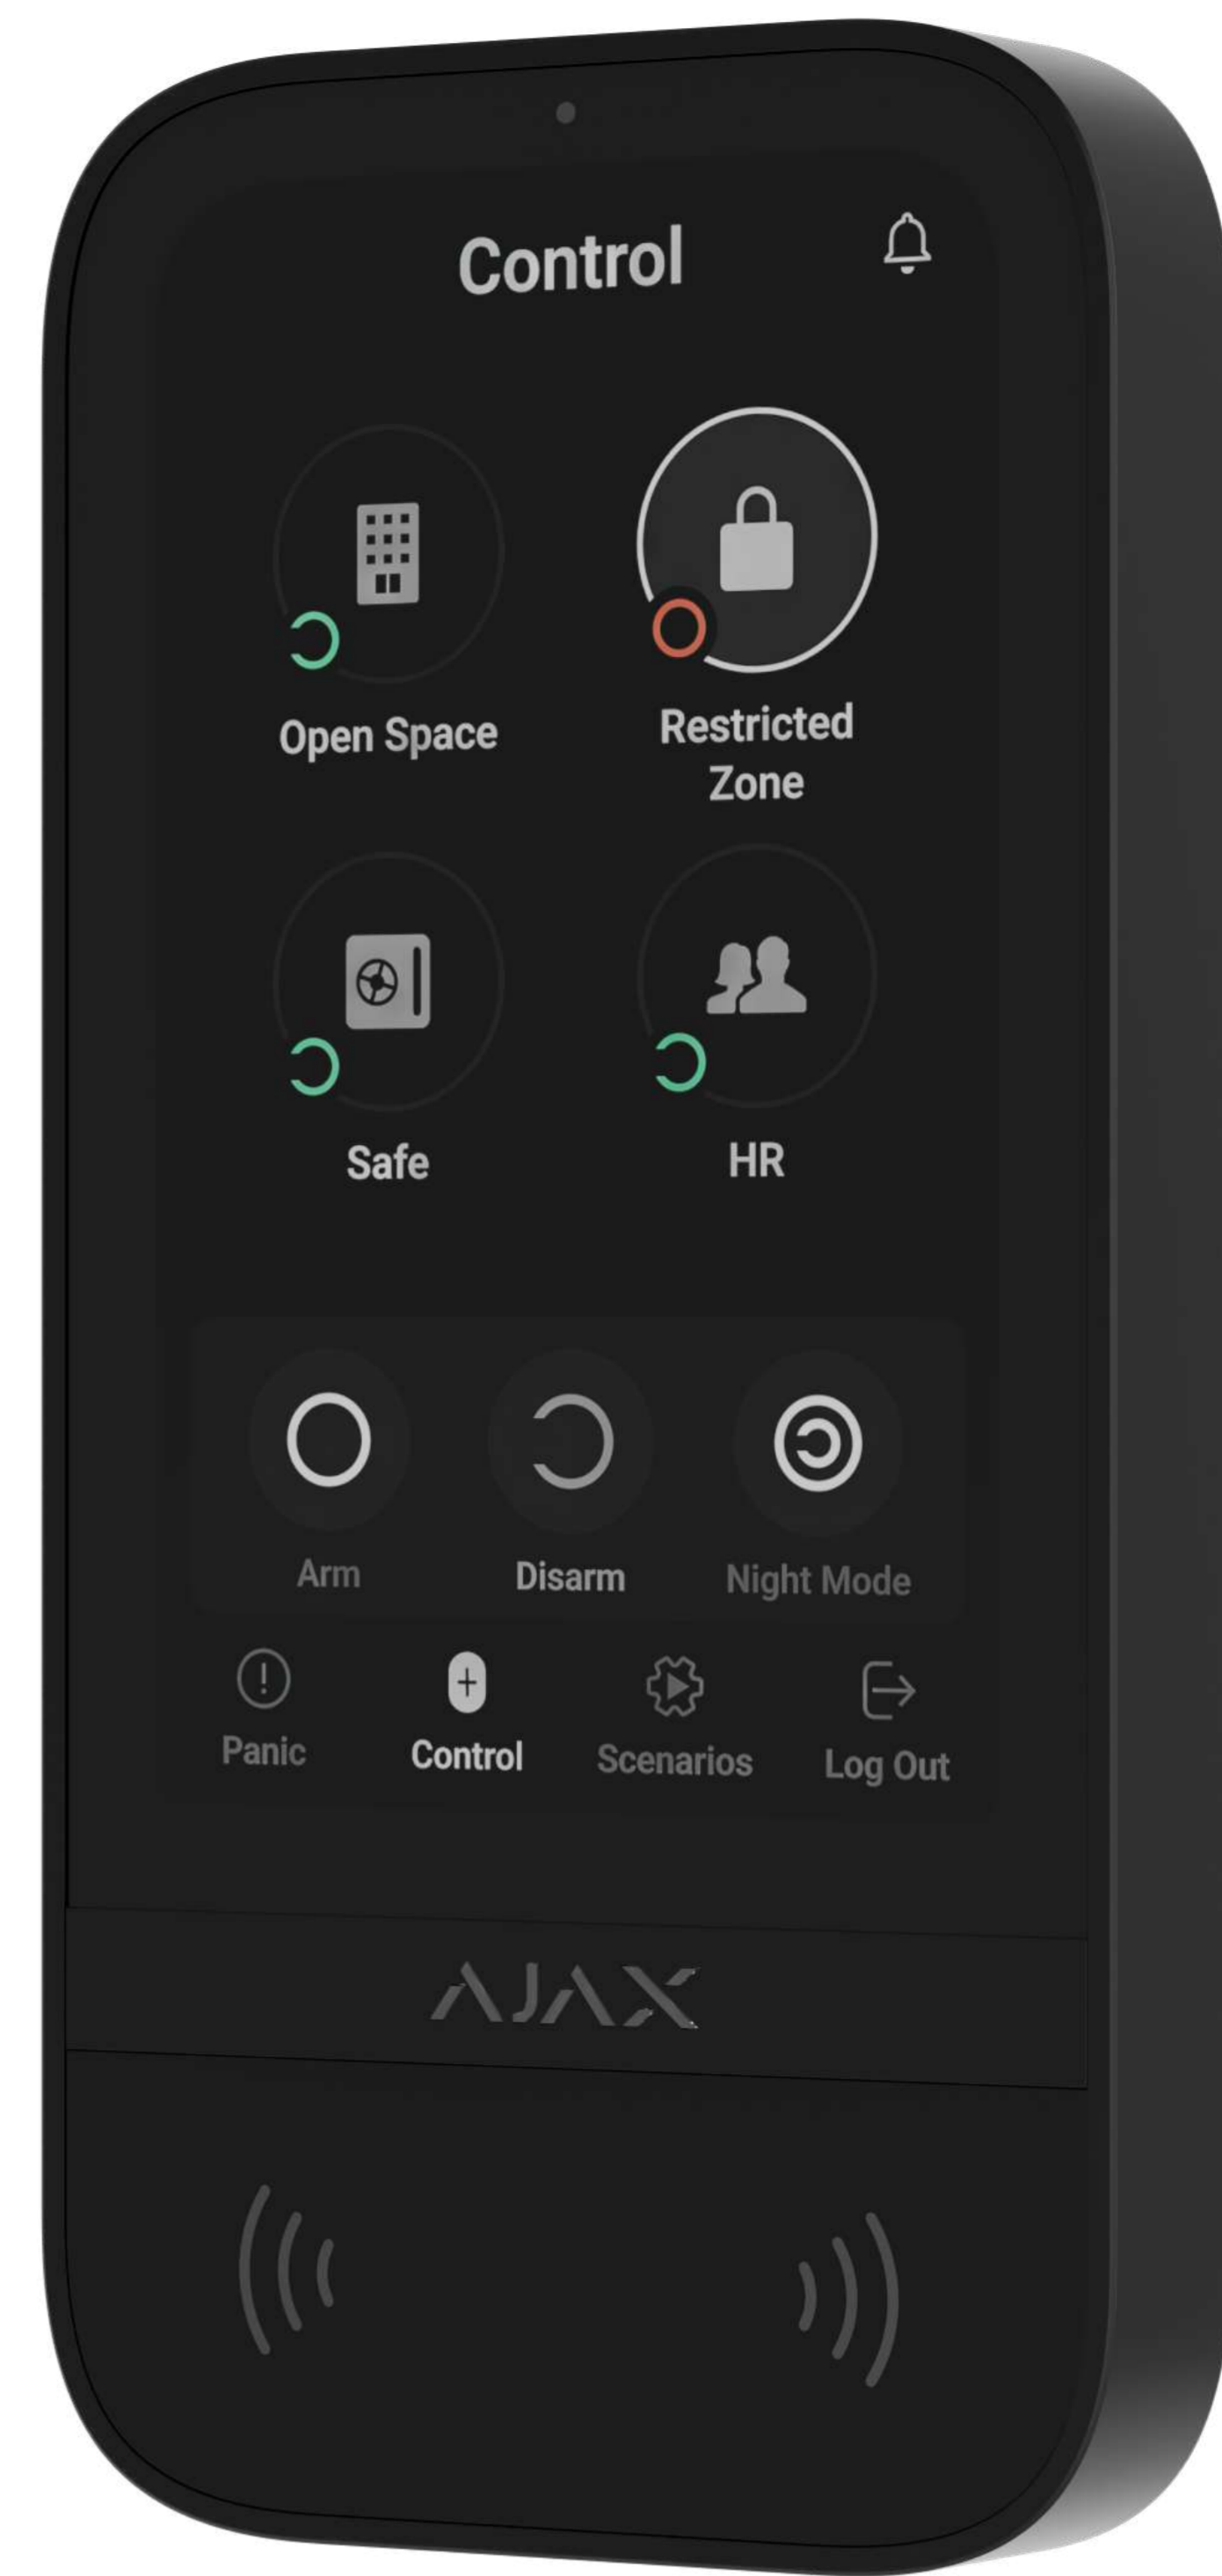 Control
Open Space
Restricted
Zone
Safe
HR
Arm
Disarm
Night Mode
Panic
Control
Scenarios
Log Out
AJAX